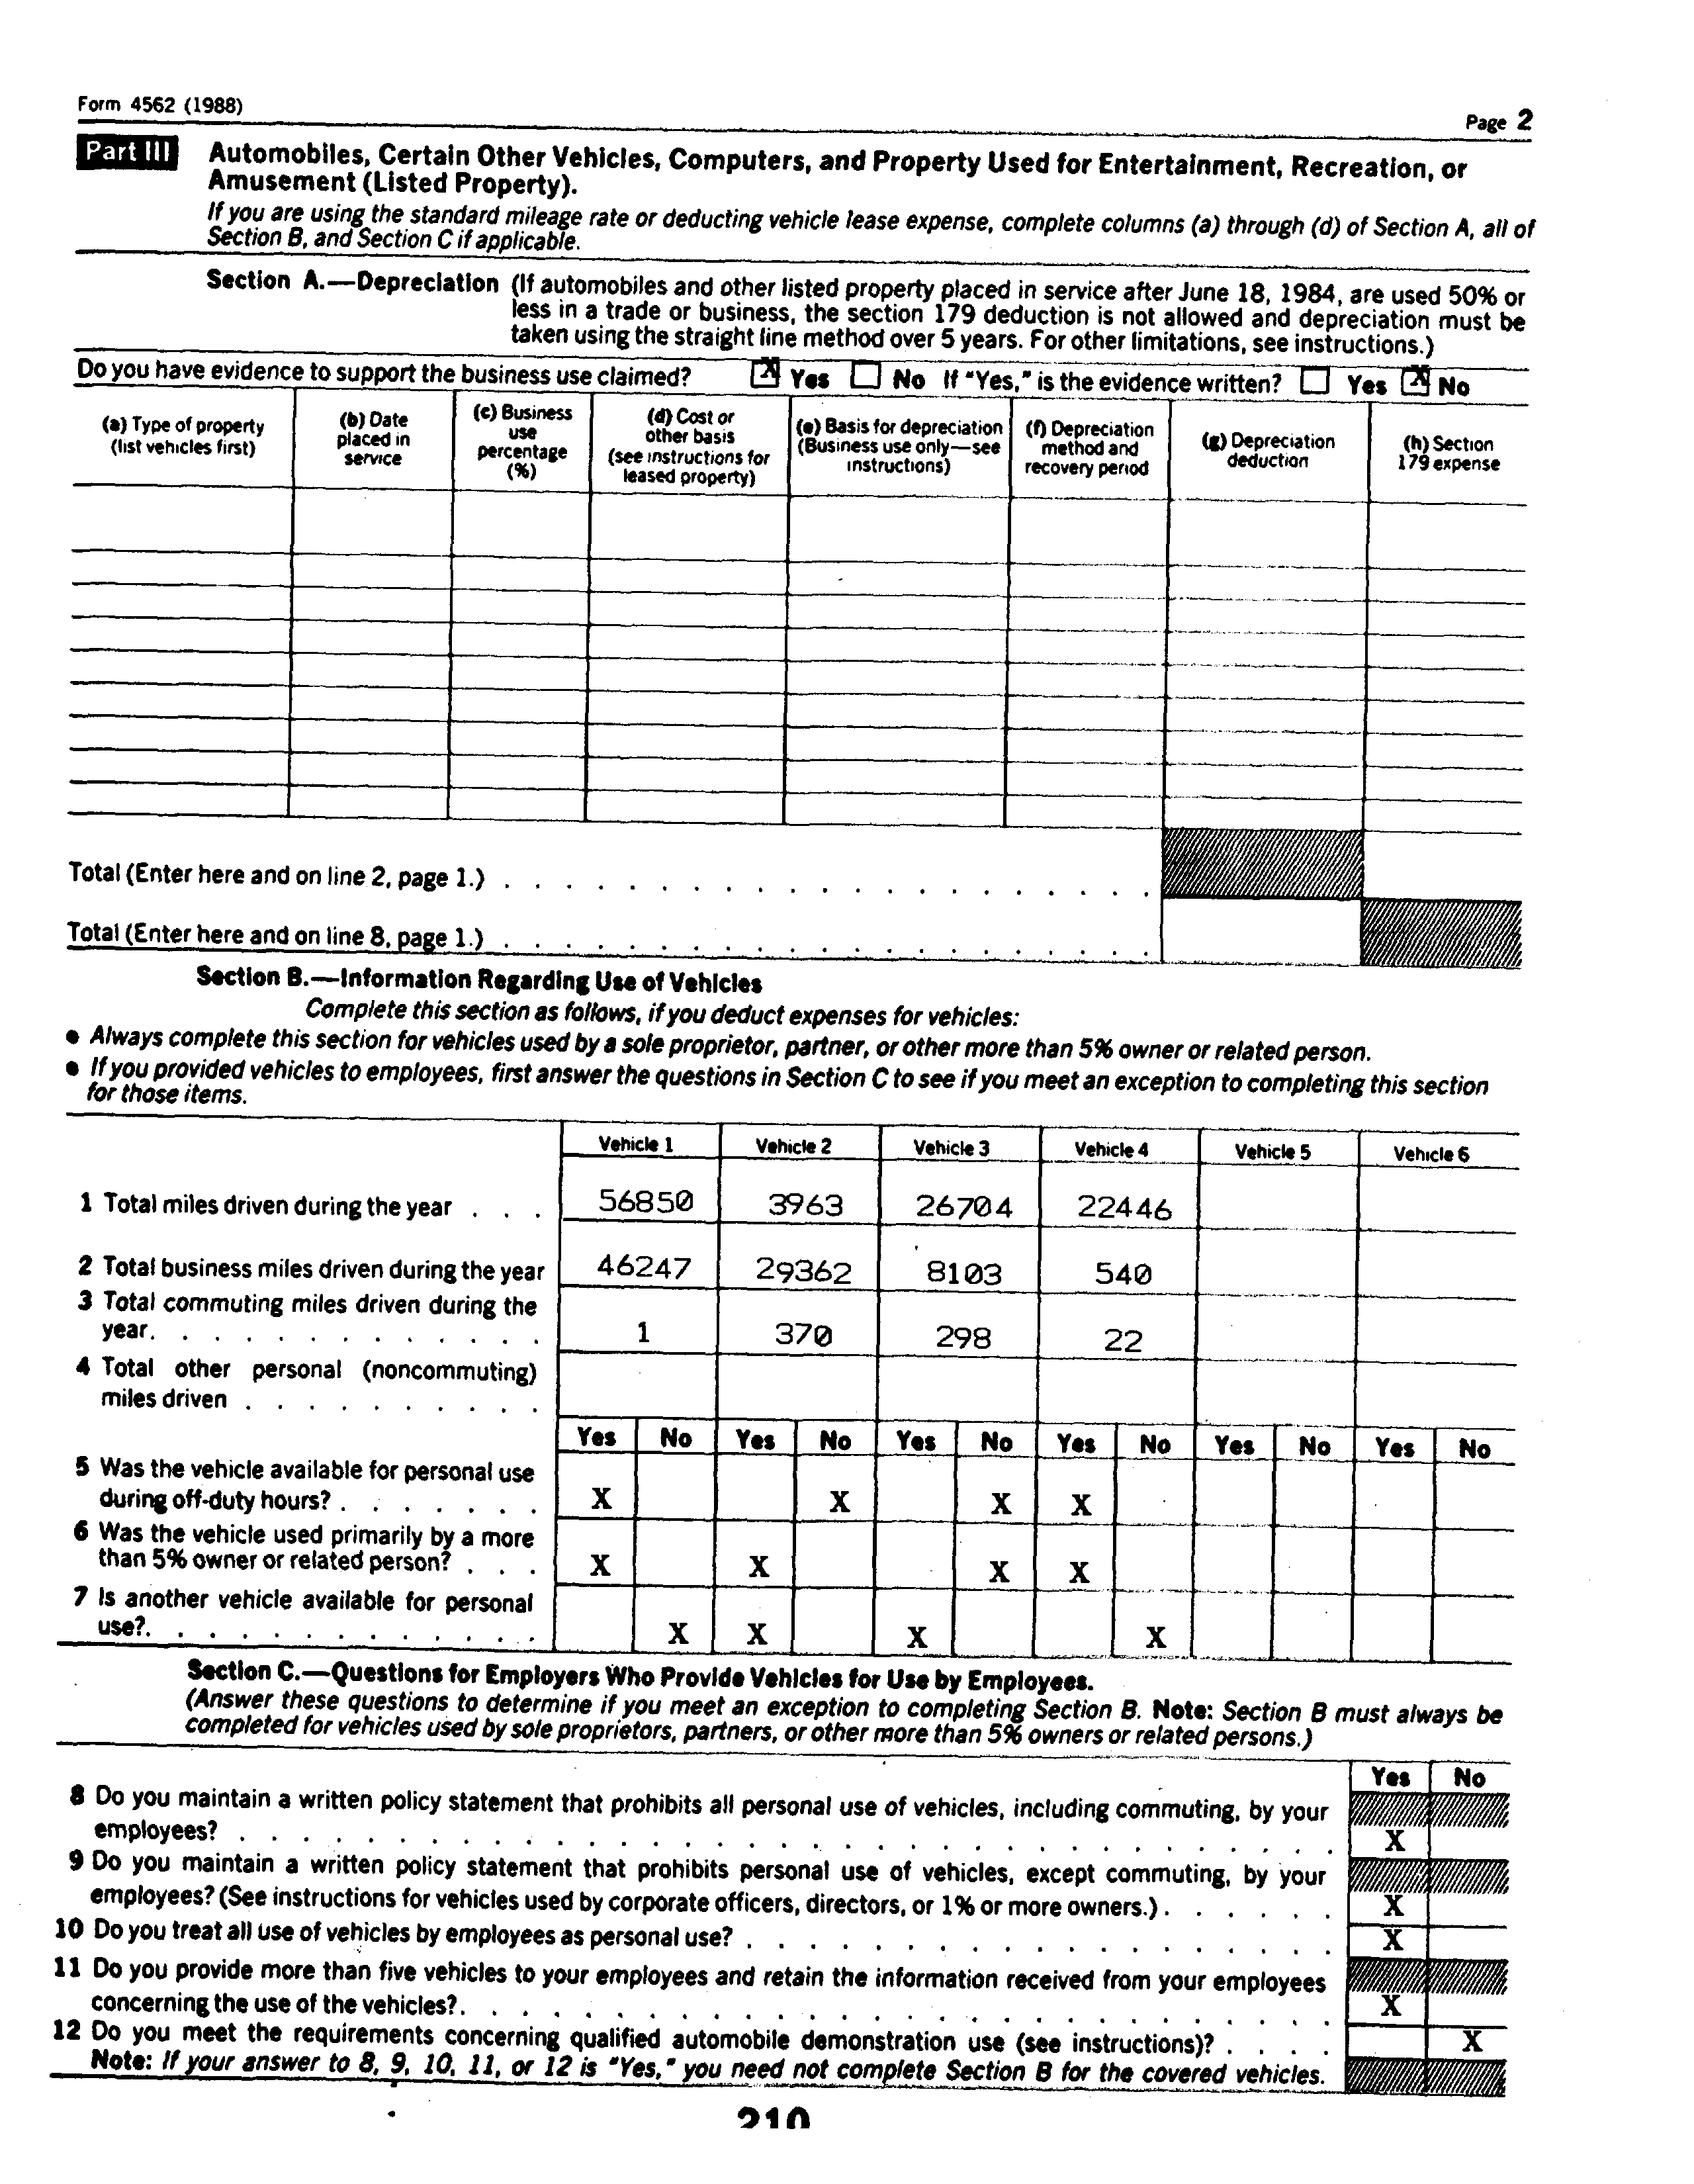 Form 4562 (1988)
Page 2
Part III Automobiles, Certain Other Vehicles, Computers, and Property Used for Entertainment, Recreation, or
Amusement (Listed Property).
If you are using the standard mileage rate or deducting vehicle lease expense, complete columns (a) through (d) of Section A, all of
Section B, and Section C if applicable.
Section A.—Depreciation (If automobiles and other listed property placed in service after June 18, 1984, are used 50% or
less in a trade or business, the section 179 deduction is not allowed and depreciation must be
taken using the straight line method over 5 years. For other limitations, see instructions.)
Do you have evidence to support the business use claimed? X Yes No If "Yes," is the evidence written? Yes X No
(a) Type of property
(list vehicles first)
(b) Date
placed in
service
(c) Business
use
percentage
(%)
(d) Cost or
other basis
(see instructions for
leased property)
(e) Basis for depreciation
(Business use only—see
instructions)
(f) Depreciation
method and
recovery period
(g) Depreciation
deduction
(h) Section
179 expense
Total (Enter here and on line 2, page 1.) . . . . . . . . . . . . . . . . . . . . .
Total (Enter here and on line 8, page 1.) . . . . . . . . . . . . . . . . . . . . .
Section B.—Information Regarding Use of Vehicles
Complete this section as follows, if you deduct expenses for vehicles:
● Always complete this section for vehicles used by a sole proprietor, partner, or other more than 5% owner or related person.
● If you provided vehicles to employees, first answer the questions in Section C to see if you meet an exception to completing this section
for those items.
Vehicle 1 Vehicle 2 Vehicle 3 Vehicle 4 Vehicle 5 Vehicle 6
1 Total miles driven during the year . . . 56850 3963 26704 22446
2 Total business miles driven during the year 46247 29362 8103 540
3 Total commuting miles driven during the
year. . . . . . . . . . . . . 1 370 298 22
4 Total other personal (noncommuting)
miles driven . . . . . . . . . .
Yes No Yes No Yes No Yes No Yes No Yes No
5 Was the vehicle available for personal use
during off-duty hours? . . . . . . . X X X X
6 Was the vehicle used primarily by a more
than 5% owner or related person? . . . X X X X
7 Is another vehicle available for personal
use?. . . . . . . . . . . . . X X X X
Section C.—Questions for Employers Who Provide Vehicles for Use by Employees.
(Answer these questions to determine if you meet an exception to completing Section B. Note: Section B must always be
completed for vehicles used by sole proprietors, partners, or other more than 5% owners or related persons.)
Yes No
8 Do you maintain a written policy statement that prohibits all personal use of vehicles, including commuting, by your
employees? . . . . . . . . . . . . . . . . . . . . . . . . . . . . . . . . . . X
9 Do you maintain a written policy statement that prohibits personal use of vehicles, except commuting, by your
employees? (See instructions for vehicles used by corporate officers, directors, or 1% or more owners.) . . . . . . X
10 Do you treat all use of vehicles by employees as personal use? . . . . . . . . . . . . . . . . . . . X
11 Do you provide more than five vehicles to your employees and retain the information received from your employees
concerning the use of the vehicles?. . . . . . . . . . . . . . . . . . . . . . . . . . . . X
12 Do you meet the requirements concerning qualified automobile demonstration use (see instructions)? . . . . X
Note: If your answer to 8, 9, 10, 11, or 12 is "Yes," you need not complete Section B for the covered vehicles.
210